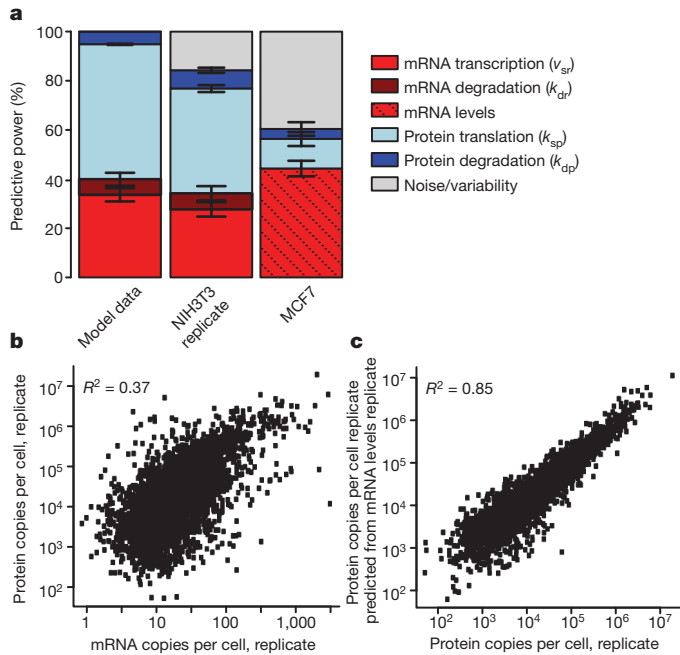 a
100
80
60
40
20
0
Predictive power (%)
Model data
NIH3T3
replicate
MCF7
mRNA transcription (vsr)
mRNA degradation (kdr)
mRNA levels
Protein translation (ksp)
Protein degradation (kdp)
Noise/variability
b
R² = 0.37
10⁷
10⁶
10⁵
10⁴
10³
10²
Protein copies per cell, replicate
1 10 100 1,000
mRNA copies per cell, replicate
c
R² = 0.85
10⁷
10⁶
10⁵
10⁴
10³
10²
Protein copies per cell replicate
predicted from mRNA levels replicate
10² 10³ 10⁴ 10⁵ 10⁶ 10⁷
Protein copies per cell, replicate